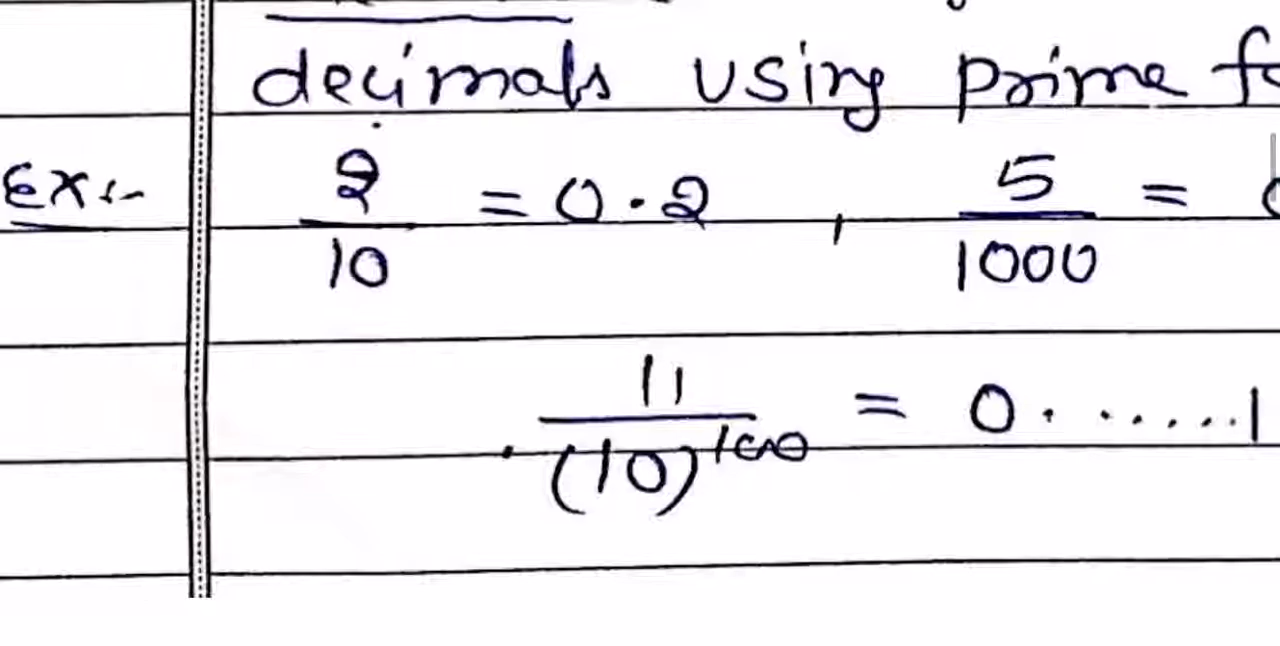 decimals using prime
Ex:- 2/10 = 0.2 , 5/1000 =
11/(10)^100 = 0. ......1